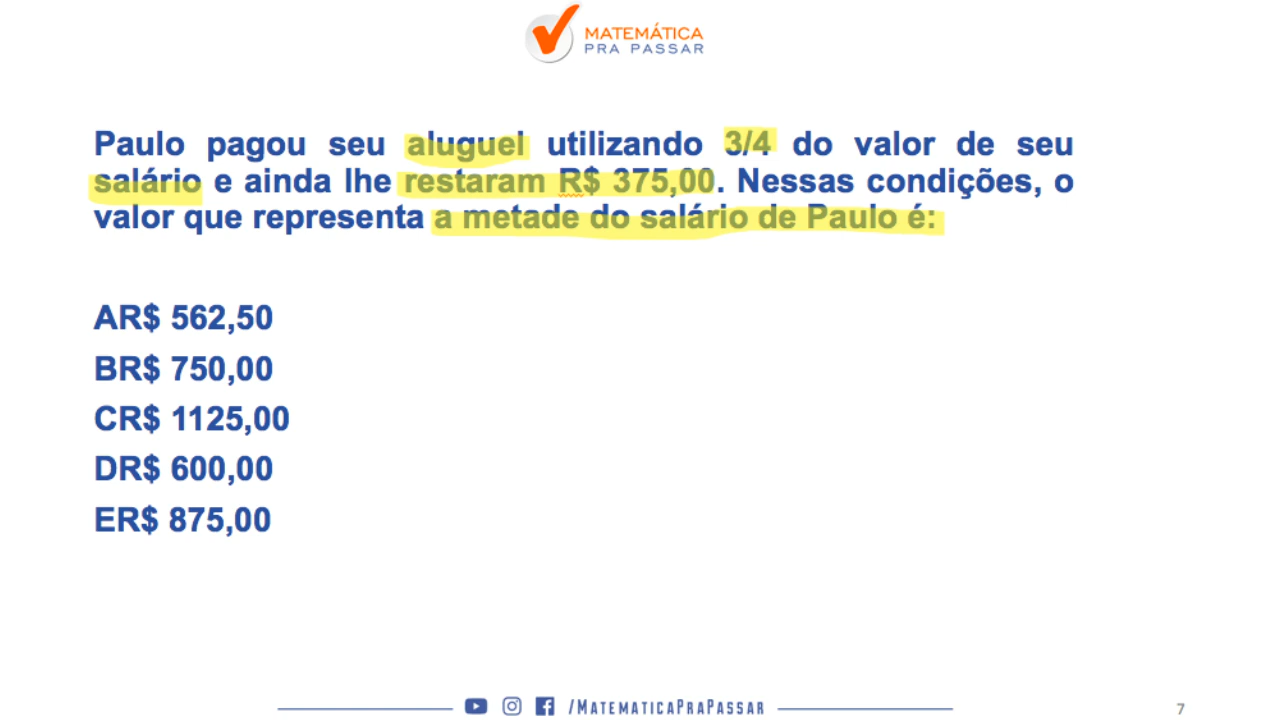 MATEMÁTICA
PRA PASSAR
Paulo pagou seu aluguel utilizando 3/4 do valor de seu
salário e ainda lhe restaram R$ 375,00. Nessas condições, o
valor que representa a metade do salário de Paulo é:
AR$ 562,50
BR$ 750,00
CR$ 1125,00
DR$ 600,00
ER$ 875,00
/MATEMATICAPRAPASSAR
7